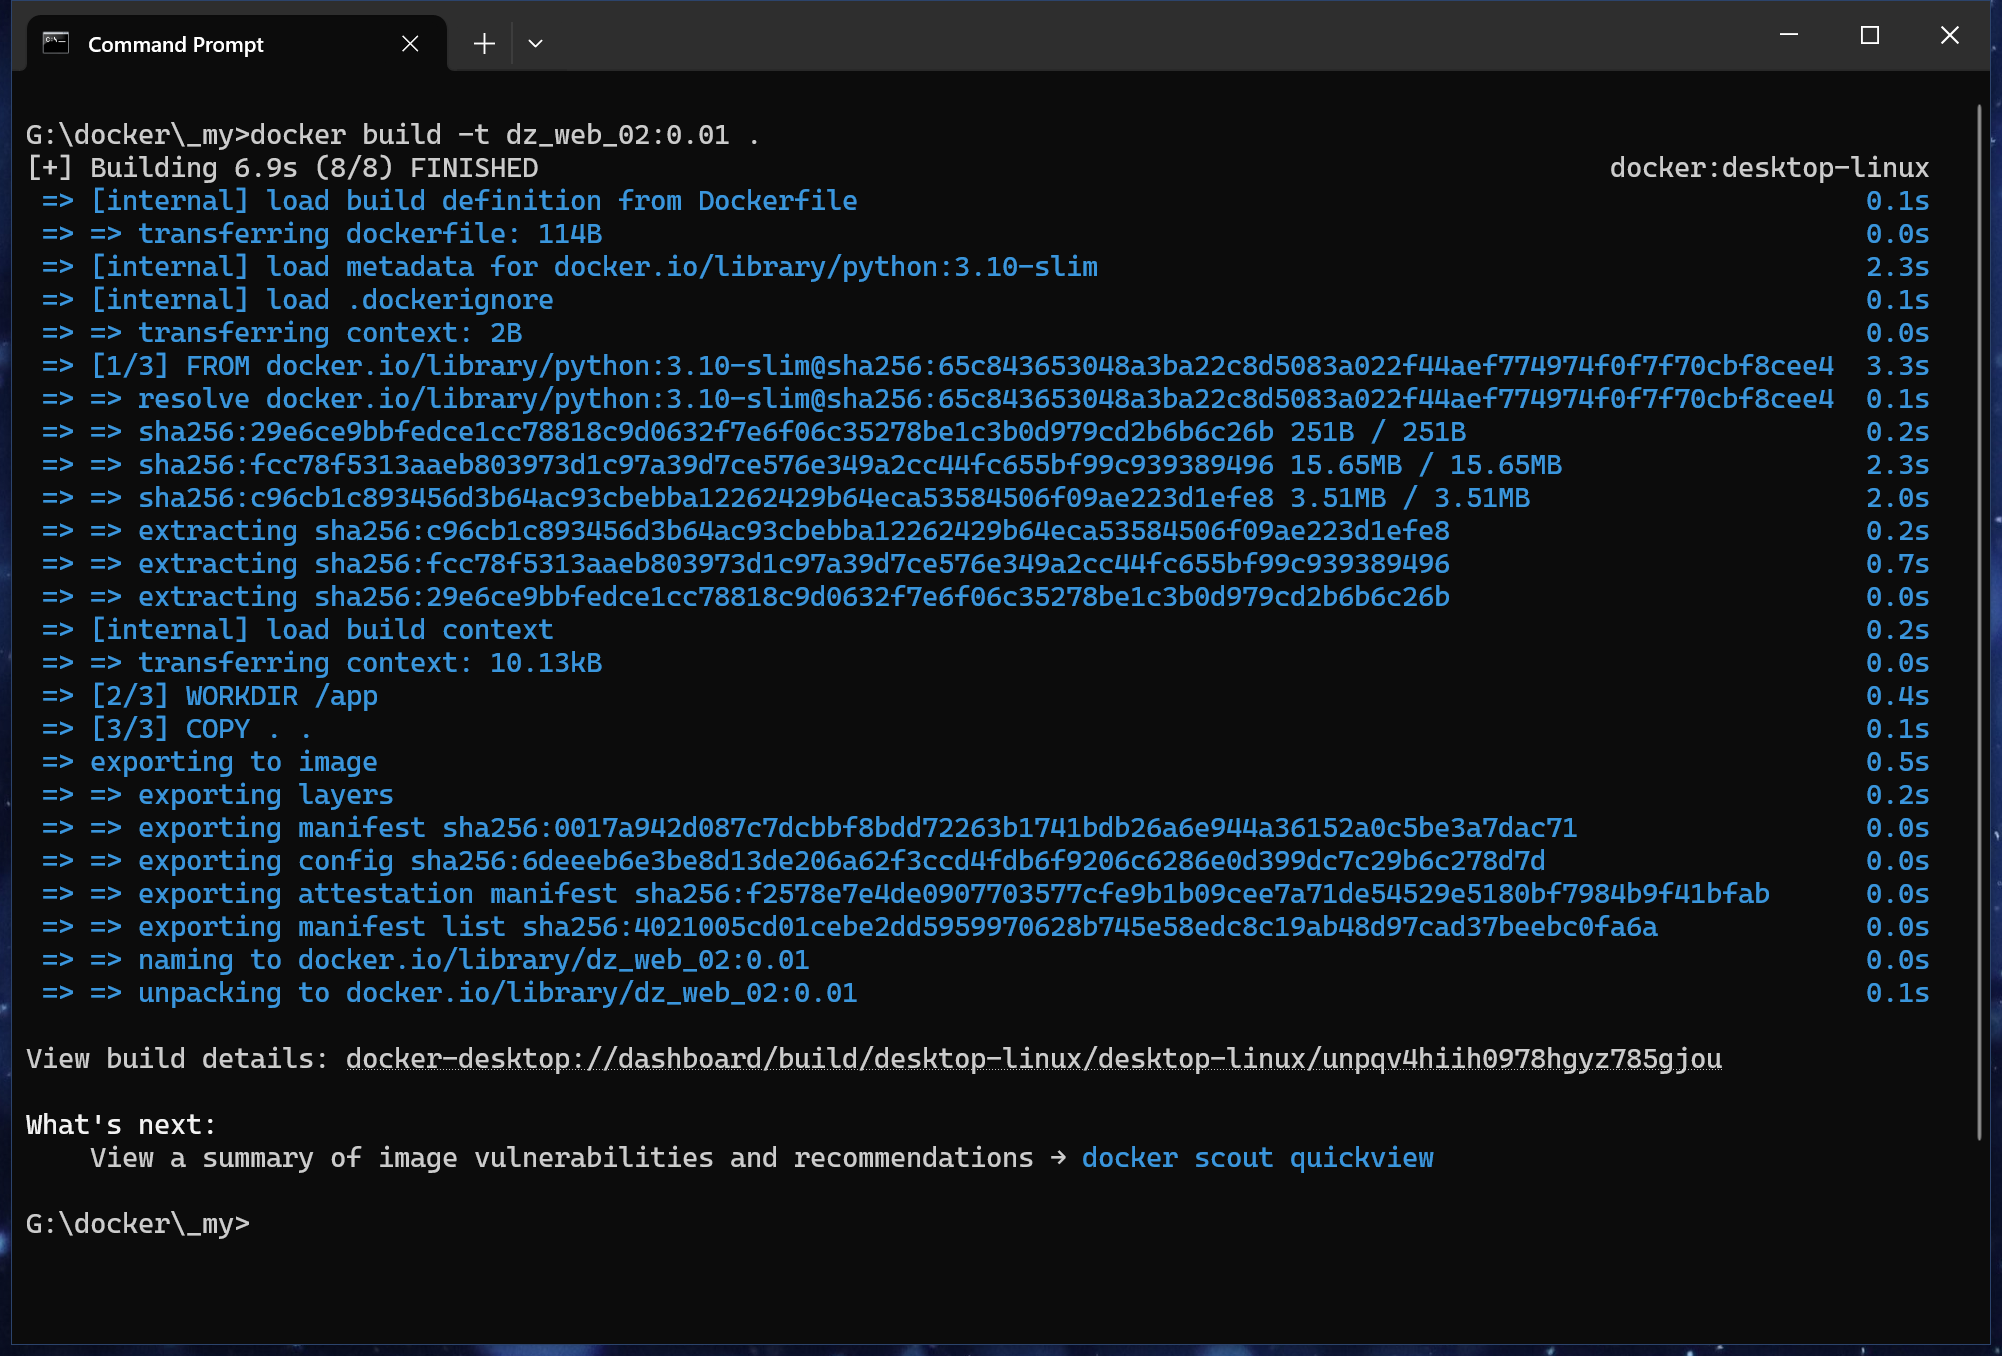 Command Prompt
G:\docker\_my>docker build -t dz_web_02:0.01 .
[+] Building 6.9s (8/8) FINISHED docker:desktop-linux
=> [internal] load build definition from Dockerfile 0.1s
=> => transferring dockerfile: 114B 0.0s
=> [internal] load metadata for docker.io/library/python:3.10-slim 2.3s
=> [internal] load .dockerignore 0.1s
=> => transferring context: 2B 0.0s
=> [1/3] FROM docker.io/library/python:3.10-slim@sha256:65c843653048a3ba22c8d5083a022f44aef774974f0f7f70cbf8cee4 3.3s
=> => resolve docker.io/library/python:3.10-slim@sha256:65c843653048a3ba22c8d5083a022f44aef774974f0f7f70cbf8cee4 0.1s
=> => sha256:29e6ce9bbfedce1cc78818c9d0632f7e6f06c35278be1c3b0d979cd2b6b6c26b 251B / 251B 0.2s
=> => sha256:fcc78f5313aaeb803973d1c97a39d7ce576e349a2cc44fc655bf99c939389496 15.65MB / 15.65MB 2.3s
=> => sha256:c96cb1c893456d3b64ac93cbebba12262429b64eca53584506f09ae223d1efe8 3.51MB / 3.51MB 2.0s
=> => extracting sha256:c96cb1c893456d3b64ac93cbebba12262429b64eca53584506f09ae223d1efe8 0.2s
=> => extracting sha256:fcc78f5313aaeb803973d1c97a39d7ce576e349a2cc44fc655bf99c939389496 0.7s
=> => extracting sha256:29e6ce9bbfedce1cc78818c9d0632f7e6f06c35278be1c3b0d979cd2b6b6c26b 0.0s
=> [internal] load build context 0.2s
=> => transferring context: 10.13kB 0.0s
=> [2/3] WORKDIR /app 0.4s
=> [3/3] COPY . . 0.1s
=> exporting to image 0.5s
=> => exporting layers 0.2s
=> => exporting manifest sha256:0017a942d087c7dcbbf8bdd72263b1741bdb26a6e944a36152a0c5be3a7dac71 0.0s
=> => exporting config sha256:6deeeb6e3be8d13de206a62f3ccd4fdb6f9206c6286e0d399dc7c29b6c278d7d 0.0s
=> => exporting attestation manifest sha256:f2578e7e4de0907703577cfe9b1b09cee7a71de54529e5180bf7984b9f41bfab 0.0s
=> => exporting manifest list sha256:4021005cd01cebe2dd5959970628b745e58edc8c19ab48d97cad37beebc0fa6a 0.0s
=> => naming to docker.io/library/dz_web_02:0.01 0.0s
=> => unpacking to docker.io/library/dz_web_02:0.01 0.1s
View build details: docker-desktop://dashboard/build/desktop-linux/desktop-linux/unpqv4hiih0978hgyz785gjou
What's next:
View a summary of image vulnerabilities and recommendations → docker scout quickview
G:\docker\_my>